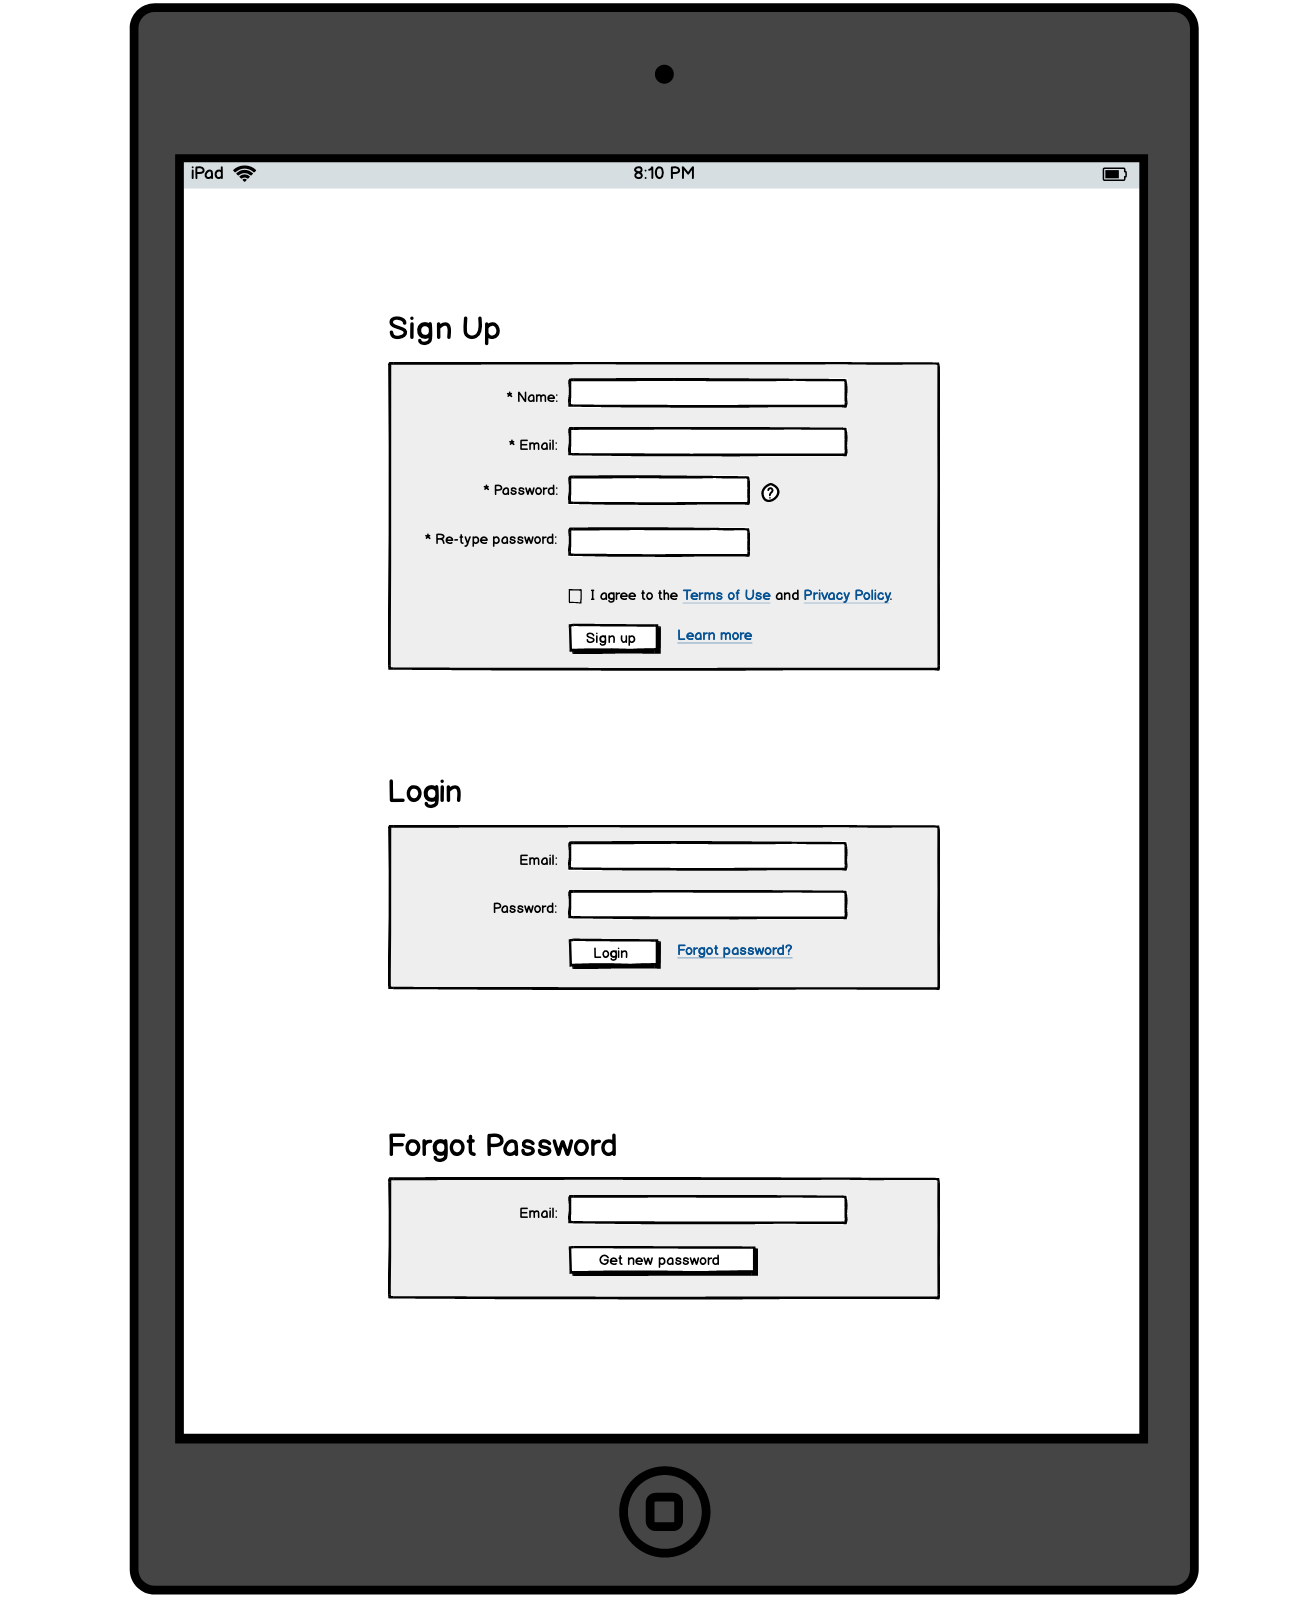 iPad 8:10 PM
Sign Up
* Name:
* Email:
* Password: ?
* Re-type password:
I agree to the Terms of Use and Privacy Policy.
Sign up Learn more
Login
Email:
Password:
Login Forgot password?
Forgot Password
Email:
Get new password